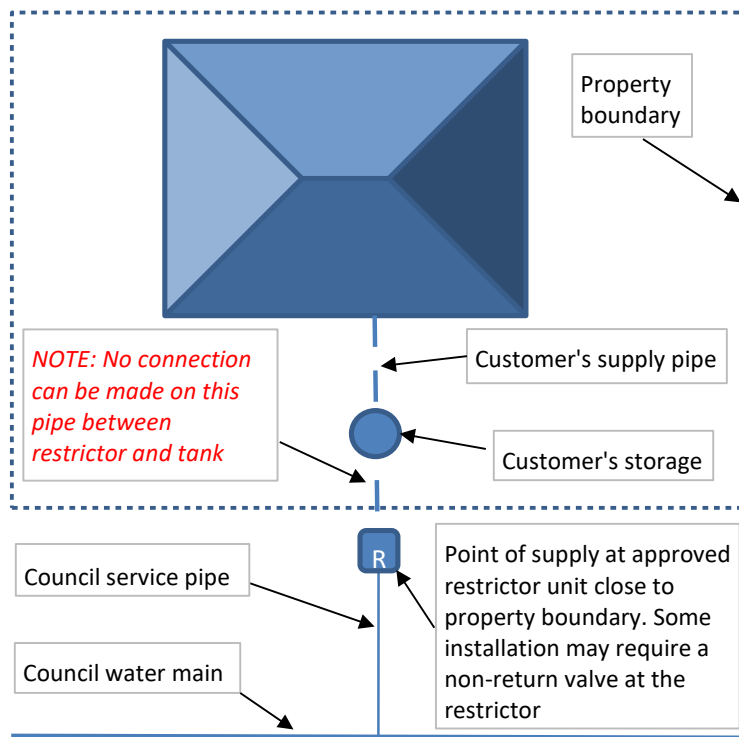 Property
boundary
NOTE: No connection
can be made on this
pipe between
restrictor and tank
Customer's supply pipe
Customer's storage
R
Point of supply at approved
restrictor unit close to
property boundary. Some
installation may require a
non-return valve at the
restrictor
Council service pipe
Council water main